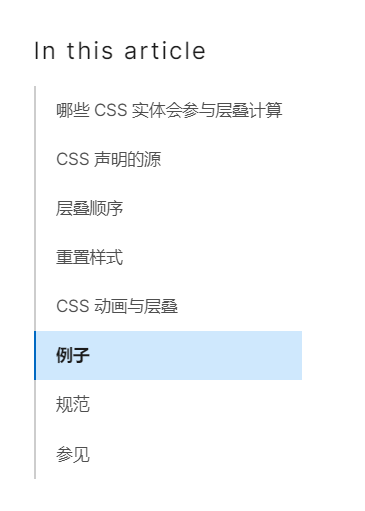 In this article
哪些 CSS 实体会参与层叠计算
CSS 声明的源
层叠顺序
重置样式
CSS 动画与层叠
例子
规范
参见